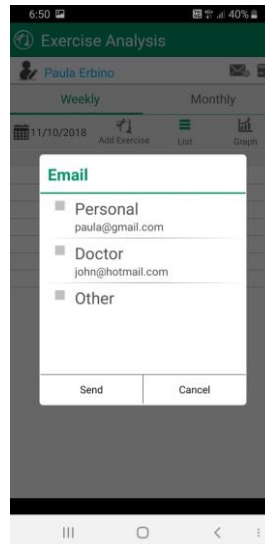 6:50
40%
Exercise Analysis
Paula Erbino
Weekly
Monthly
11/10/2018
Add Exercise
List
Graph
Email
Personal
paula@gmail.com
Doctor
john@hotmail.com
Other
Send
Cancel